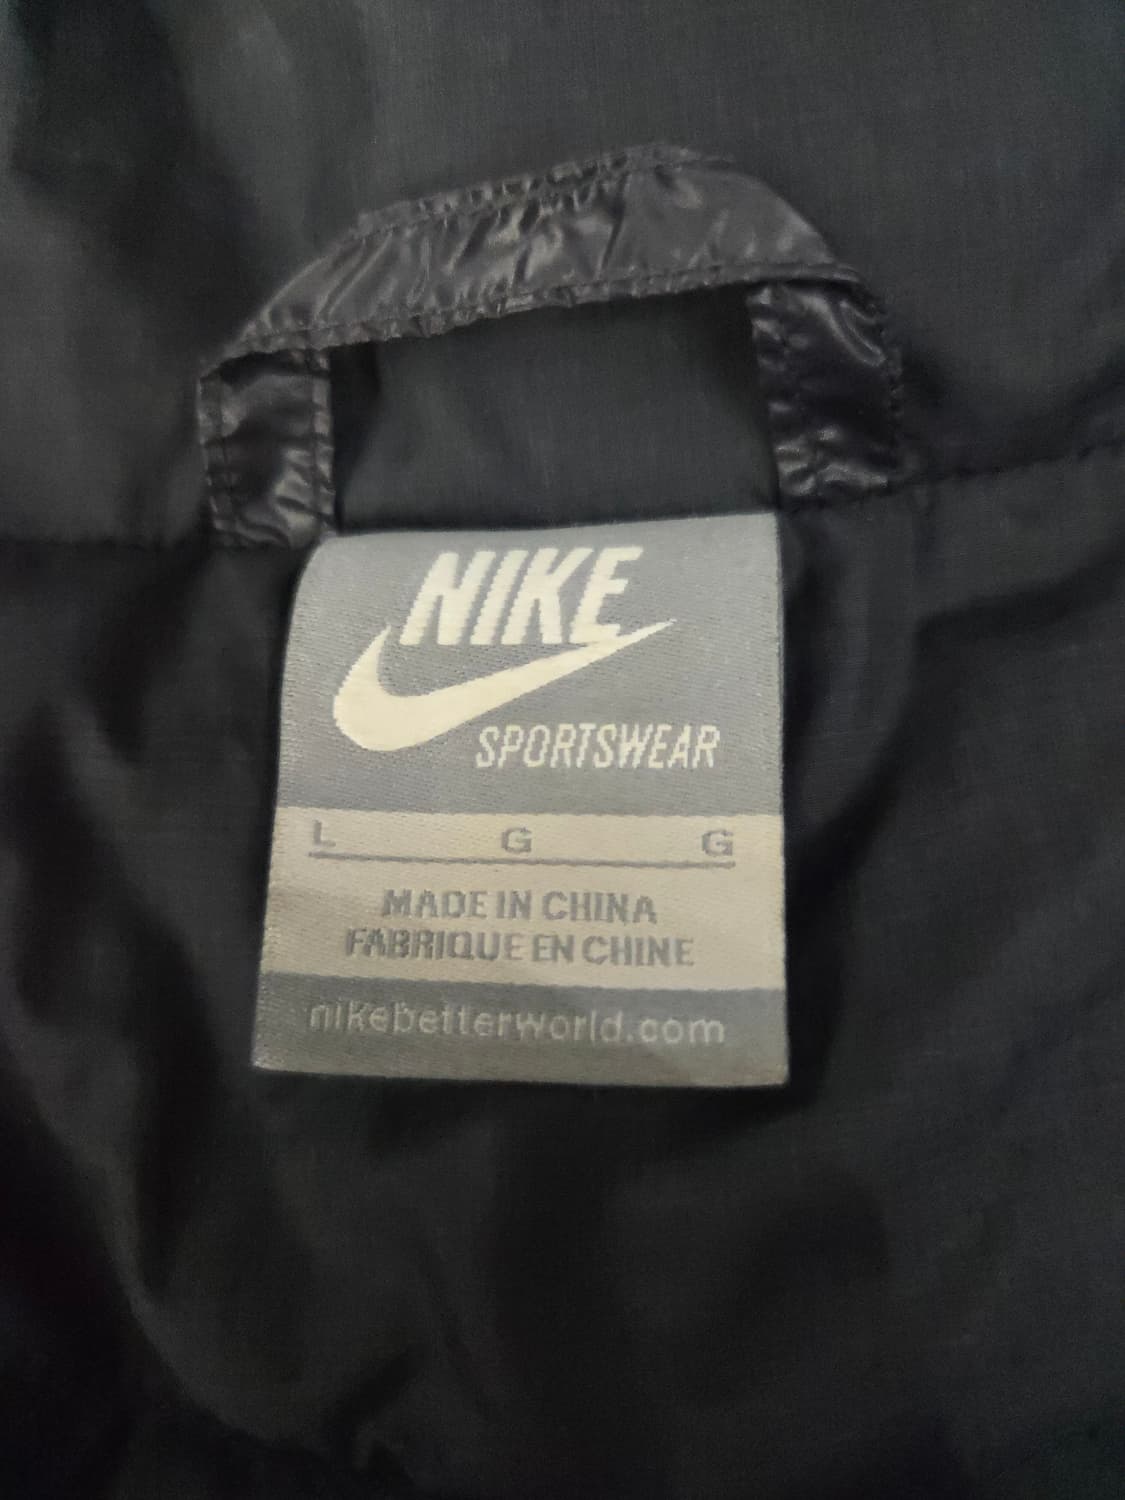 NIKE
SPORTSWEAR
L G G
MADE IN CHINA
FABRIQUE EN CHINE
nikebetterworld.com